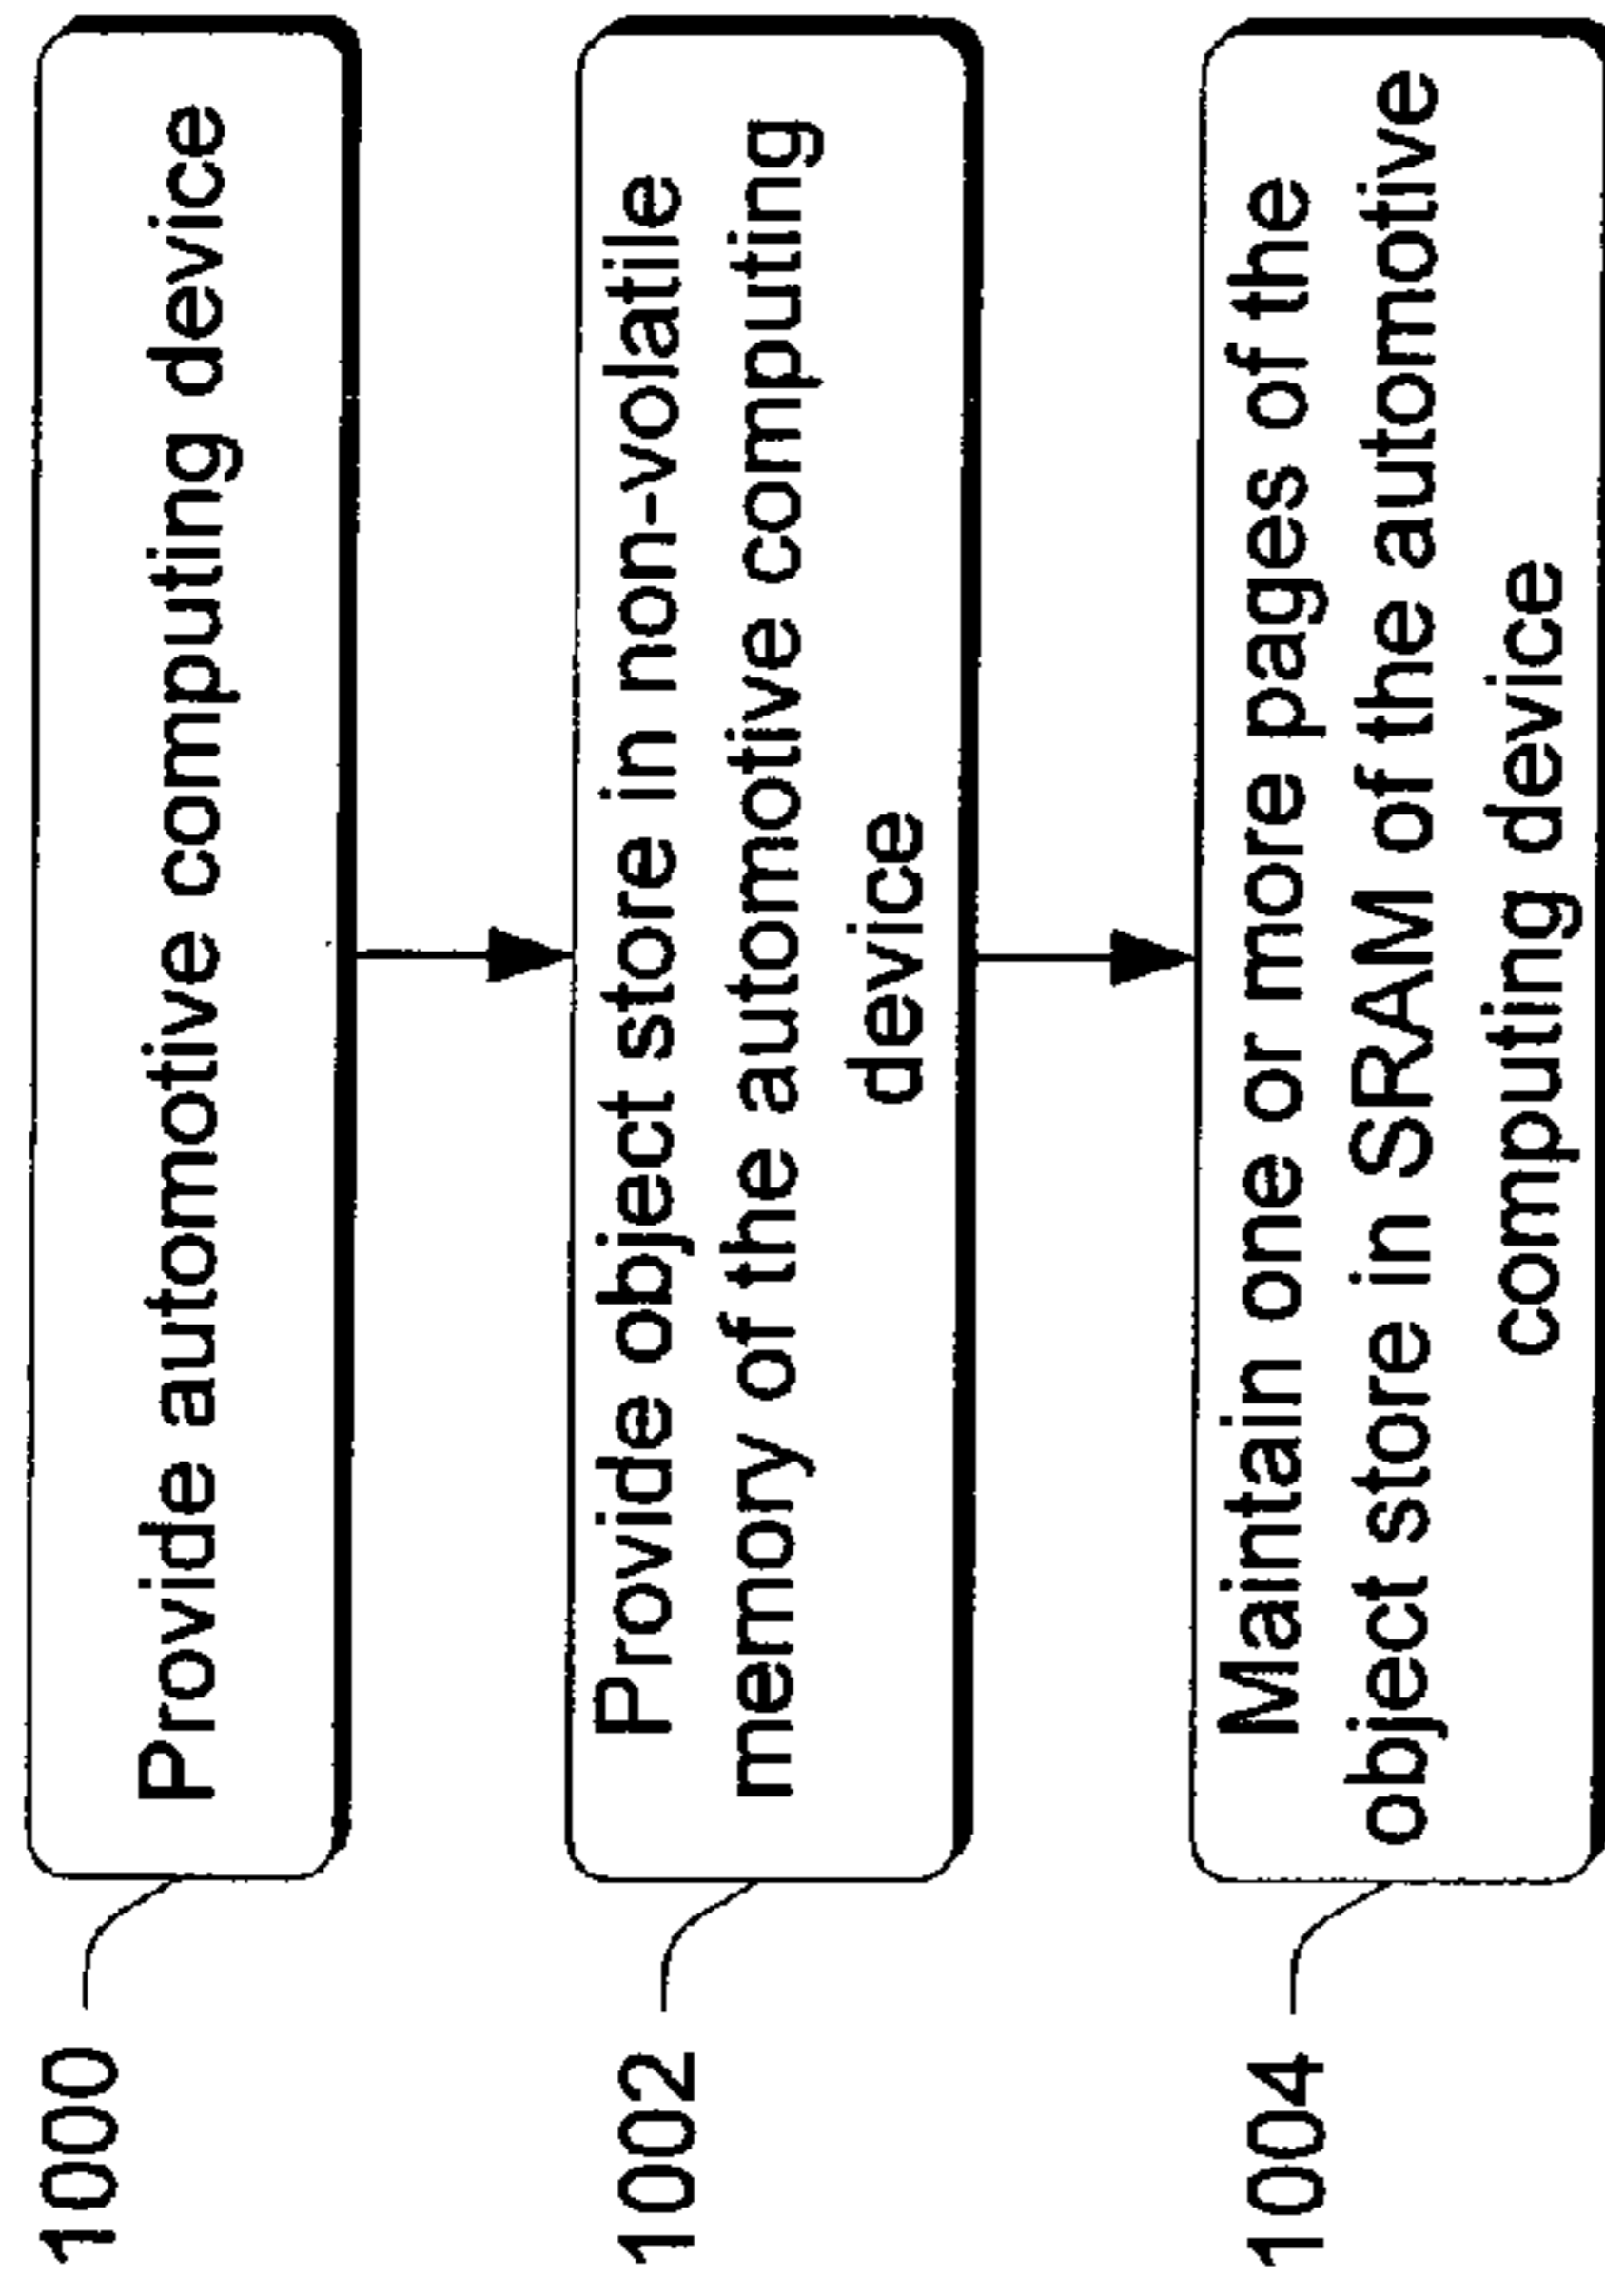 1000
Provide automotive computing device
1002
Provide object store in non-volatile
memory of the automotive computing
device
1004
Maintain one or more pages of the
object store in SRAM of the automotive
computing device